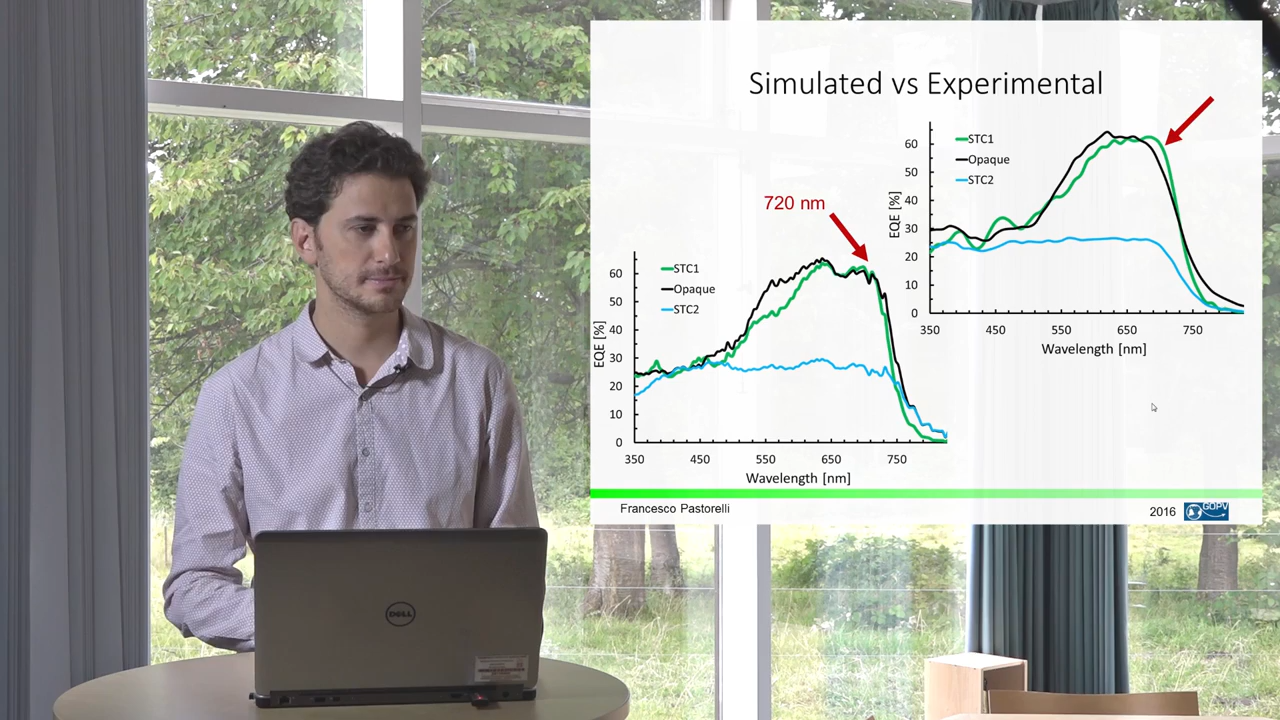 Simulated vs Experimental
720 nm
STC1
Opaque
STC2
EQE [%]
60
50
40
30
20
10
0
350 450 550 650 750
Wavelength [nm]
STC1
Opaque
STC2
EQE [%]
60
50
40
30
20
10
0
350 450 550 650 750
Wavelength [nm]
Francesco Pastorelli
2016
GOPV
DELL